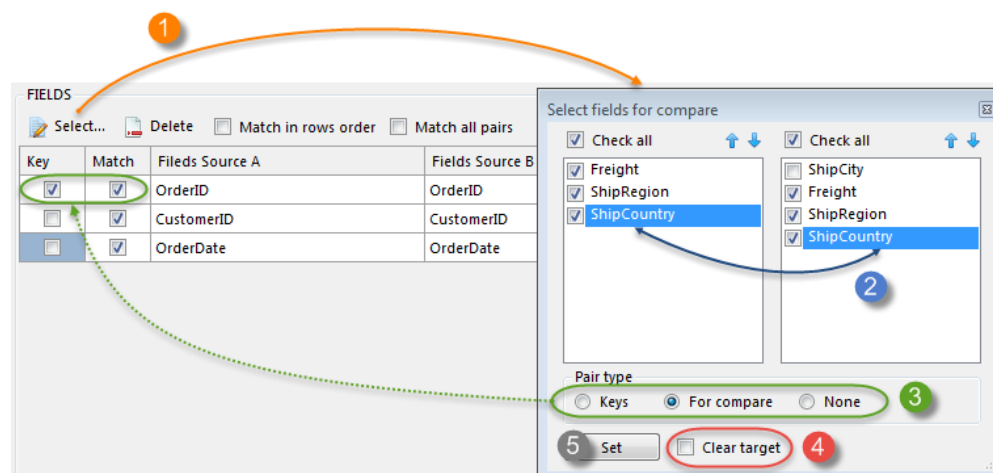 1
FIELDS
Select... Delete Match in rows order Match all pairs
Key Match Fileds Source A Fields Source B
OrderID OrderID
CustomerID CustomerID
OrderDate OrderDate
Select fields for compare
Check all Check all
Freight ShipCity
ShipRegion Freight
ShipCountry ShipRegion
ShipCountry
2
Pair type
Keys For compare None 3
5 Set Clear target 4